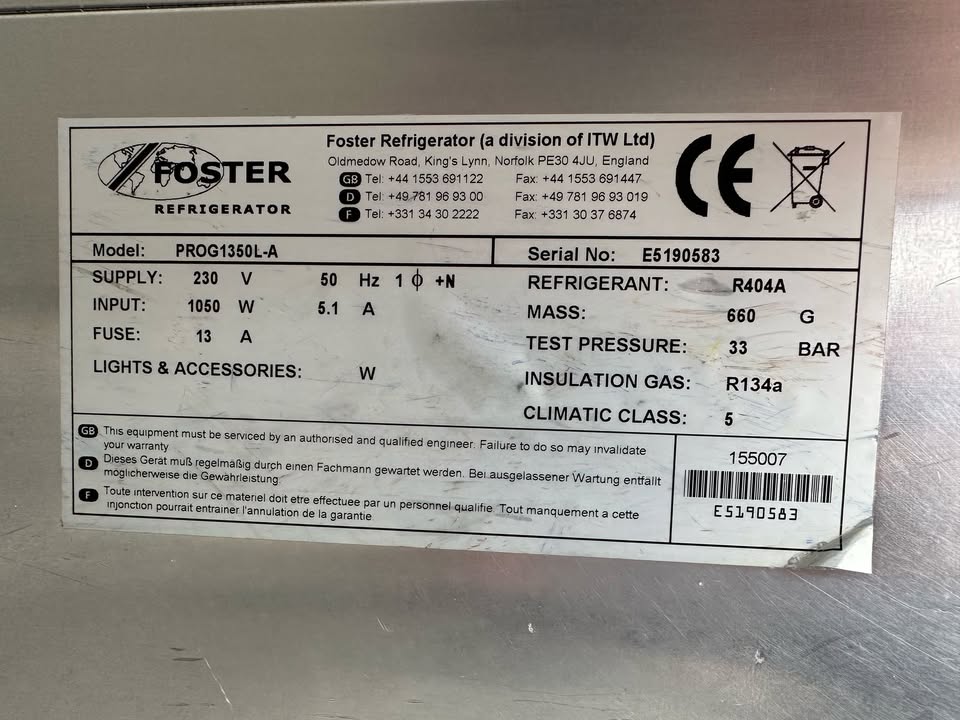 FOSTER
REFRIGERATOR
Foster Refrigerator (a division of ITW Ltd)
Oldmedow Road, King's Lynn, Norfolk PE30 4JU, England
GB Tel: +44 1553 691122 Fax: +44 1553 691447
D Tel: +49 781 96 93 00 Fax: +49 781 96 93 019
F Tel: +331 34 30 2222 Fax: +331 30 37 6874
CE
Model: PROG1350L-A
Serial No: E5190583
SUPPLY: 230 V 50 Hz 1 ϕ +N
INPUT: 1050 W 5.1 A
FUSE: 13 A
LIGHTS & ACCESSORIES: W
REFRIGERANT: R404A
MASS: 660 G
TEST PRESSURE: 33 BAR
INSULATION GAS: R134a
CLIMATIC CLASS: 5
GB This equipment must be serviced by an authorised and qualified engineer. Failure to do so may invalidate
your warranty
D Dieses Gerät muß regelmäßig durch einen Fachmann gewartet werden. Bei ausgelassener Wartung entfällt
möglicherweise die Gewährleistung
F Toute intervention sur ce materiel doit etre effectuee par un personnel qualifie. Tout manquement a cette
injonction pourrait entrainer l'annulation de la garantie
155007
E5190583